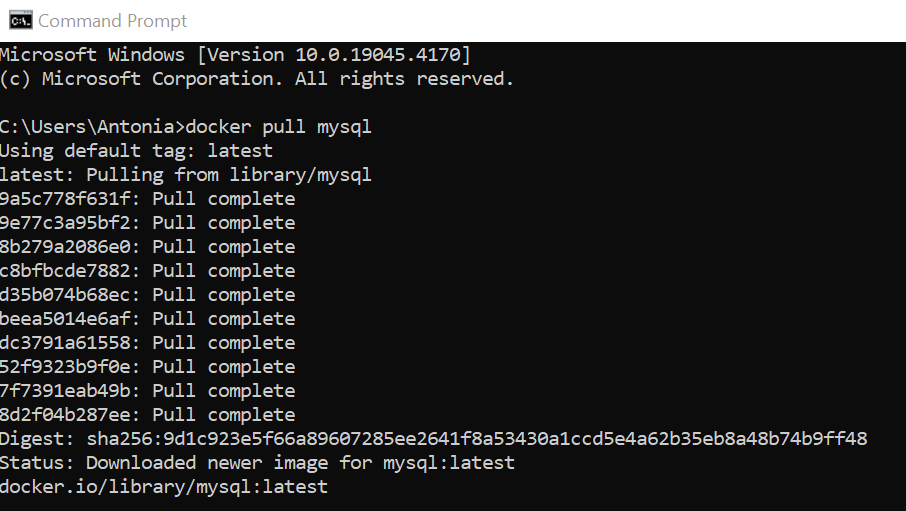 Command Prompt
Microsoft Windows [Version 10.0.19045.4170]
(c) Microsoft Corporation. All rights reserved.
C:\Users\Antonia>docker pull mysql
Using default tag: latest
latest: Pulling from library/mysql
9a5c778f631f: Pull complete
9e77c3a95bf2: Pull complete
8b279a2086e0: Pull complete
c8bfbcde7882: Pull complete
d35b074b68ec: Pull complete
beea5014e6af: Pull complete
dc3791a61558: Pull complete
52f9323b9f0e: Pull complete
7f7391eab49b: Pull complete
8d2f04b287ee: Pull complete
Digest: sha256:9d1c923e5f66a89607285ee2641f8a53430a1ccd5e4a62b35eb8a48b74b9ff48
Status: Downloaded newer image for mysql:latest
docker.io/library/mysql:latest